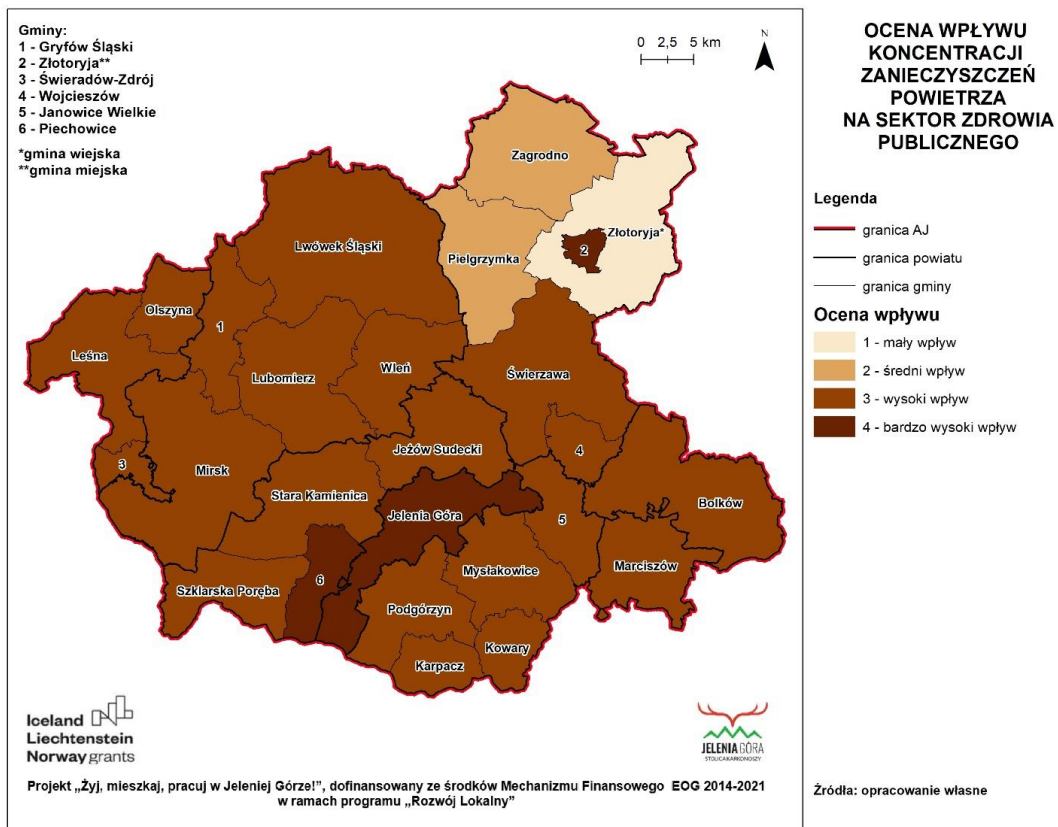 Gminy:
1 - Gryfów Śląski
2 - Złotoryja**
3 - Świeradów-Zdrój
4 - Wojcieszów
5 - Janowice Wielkie
6 - Piechowice
*gmina wiejska
**gmina miejska
0 2,5 5 km
N
Zagrodno
Złotoryja*
2
Pielgrzymka
Lwówek Śląski
Olszyna
1
Leśna
Lubomierz
Wleń
Świerzawa
3
Mirsk
Jeżów Sudecki
4
Stara Kamienica
Bolków
Jelenia Góra
5
Marciszów
Mysłakowice
6
Szklarska Poręba
Podgórzyn
Kowary
Karpacz
Iceland
Liechtenstein
Norway grants
JELENIA GÓRA
STOLICA KARKONOSZY
Projekt „Żyj, mieszkaj, pracuj w Jeleniej Górze!”, dofinansowany ze środków Mechanizmu Finansowego EOG 2014-2021
w ramach programu „Rozwój Lokalny”
OCENA WPŁYWU
KONCENTRACJI
ZANIECZYSZCZEŃ
POWIETRZA
NA SEKTOR ZDROWIA
PUBLICZNEGO
Legenda
granica AJ
granica powiatu
granica gminy
Ocena wpływu
1 - mały wpływ
2 - średni wpływ
3 - wysoki wpływ
4 - bardzo wysoki wpływ
Źródła: opracowanie własne